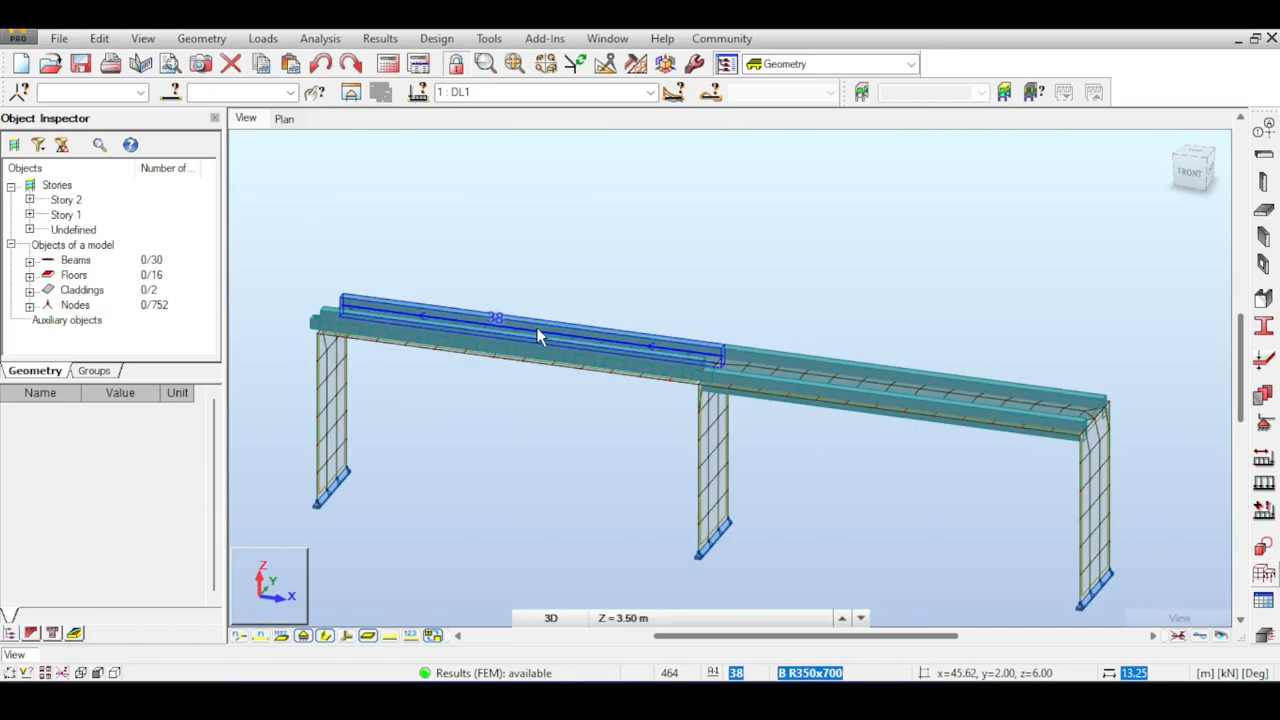 PRO File Edit View Geometry Loads Analysis Results Design Tools Add-Ins Window Help Community
Geometry
1 : DL1
Object Inspector
View Plan
Objects Number of...
Stories
Story 2
Story 1
Undefined
Objects of a model
Beams 0/30
Floors 0/16
Claddings 0/2
Nodes 0/752
Auxiliary objects
Geometry Groups
Name Value Unit
38
FRONT
Z
Y
X
3D Z = 3.50 m
View
View
Results (FEM): available 464 38 B R350x700 x=45.62, y=2.00, z=6.00 13.25 [m] [kN] [Deg]